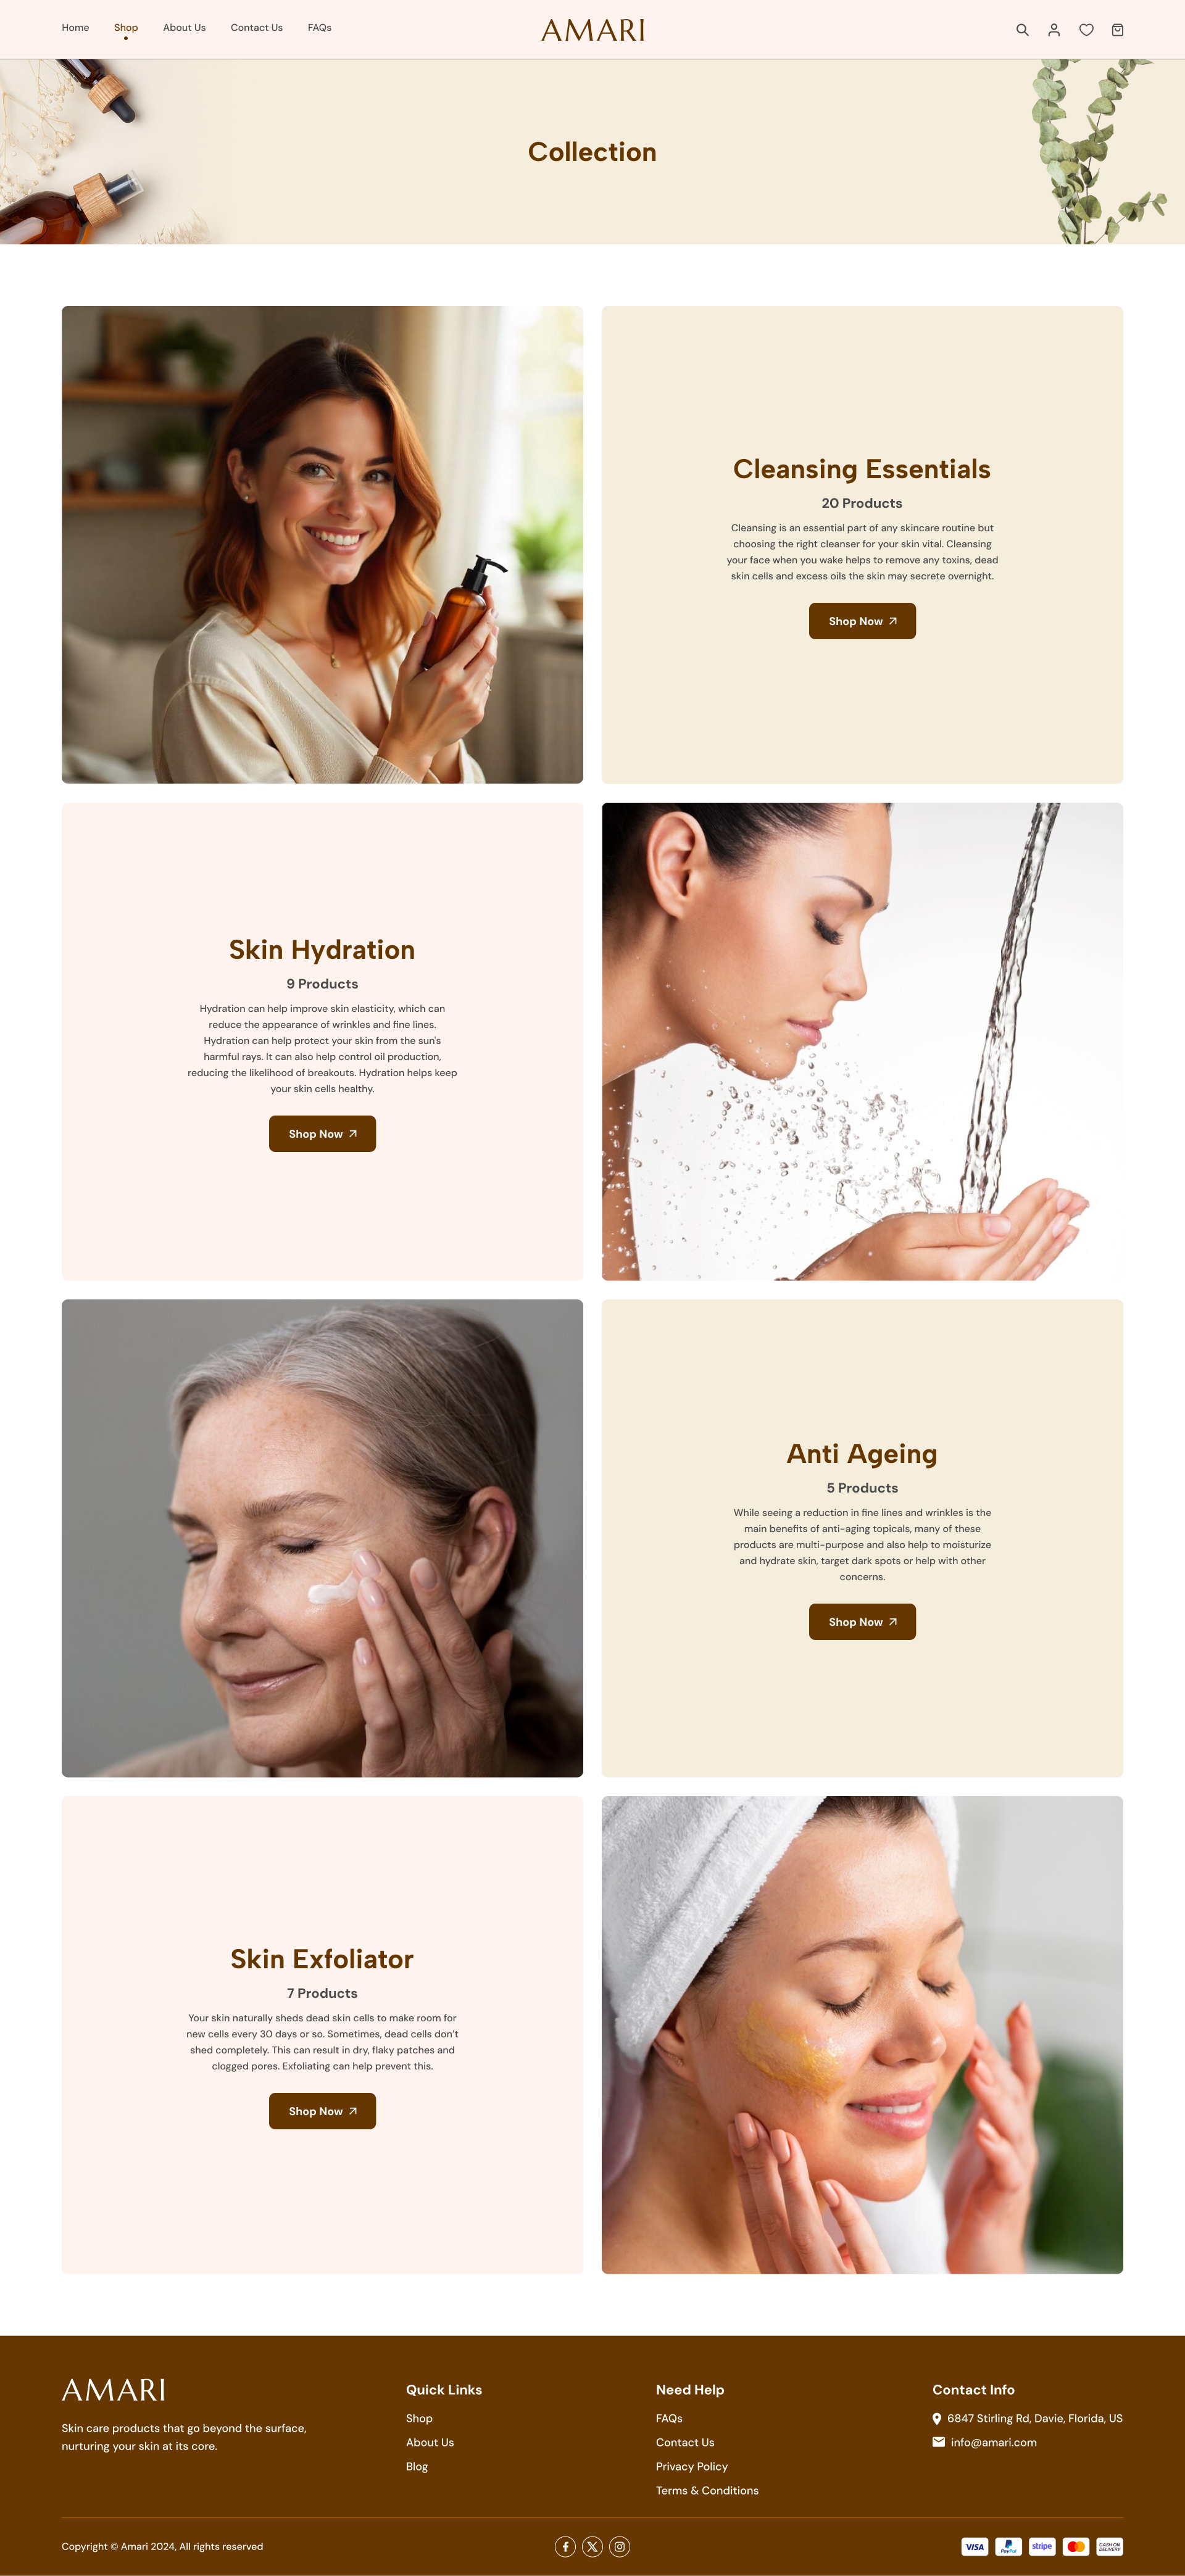 Home Shop About Us Contact Us FAQs AMARI
Collection
Cleansing Essentials
20 Products
Cleansing is an essential part of any skincare routine but
choosing the right cleanser for your skin vital. Cleansing
your face when you wake helps to remove any toxins, dead
skin cells and excess oils the skin may secrete overnight.
Shop Now
Skin Hydration
9 Products
Hydration can help improve skin elasticity, which can
reduce the appearance of wrinkles and fine lines.
Hydration can help protect your skin from the sun's
harmful rays. It can also help control oil production,
reducing the likelihood of breakouts. Hydration helps keep
your skin cells healthy.
Shop Now
Anti Ageing
5 Products
While seeing a reduction in fine lines and wrinkles is the
main benefits of anti-aging topicals, many of these
products are multi-purpose and also help to moisturize
and hydrate skin, target dark spots or help with other
concerns.
Shop Now
Skin Exfoliator
7 Products
Your skin naturally sheds dead skin cells to make room for
new cells every 30 days or so. Sometimes, dead cells don't
shed completely. This can result in dry, flaky patches and
clogged pores. Exfoliating can help prevent this.
Shop Now
AMARI
Skin care products that go beyond the surface,
nurturing your skin at its core.
Quick Links
Shop
About Us
Blog
Need Help
FAQs
Contact Us
Privacy Policy
Terms & Conditions
Contact Info
6847 Stirling Rd, Davie, Florida, US
info@amari.com
Copyright © Amari 2024, All rights reserved
VISA PayPal stripe CASH ON
DELIVERY